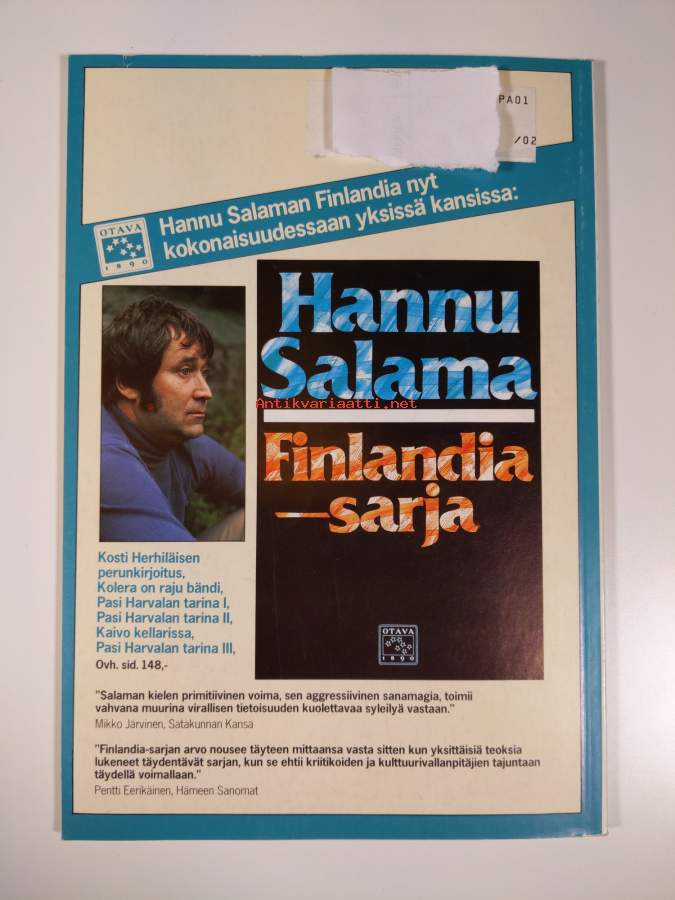 PA01
/02
Hannu Salaman Finlandia nyt
kokonaisuudessaan yksissä kansissa:
OTAVA
1890
Hannu
Salama
Antikvariaatti.net
Finlandia
—sarja
OTAVA
1890
Kosti Herhiläisen
perunkirjoitus,
Kolera on raju bändi,
Pasi Harvalan tarina I,
Pasi Harvalan tarina II,
Kaivo kellarissa,
Pasi Harvalan tarina III,
Ovh. sid. 148,-
"Salaman kielen primitiivinen voima, sen aggressiivinen sanamagia, toimii
vahvana muurina virallisen tietoisuuden kuolettavaa syleilyä vastaan."
Mikko Järvinen, Satakunnan Kansa
"Finlandia-sarjan arvo nousee täyteen mittaansa vasta sitten kun yksittäisiä teoksia
lukeneet täydentävät sarjan, kun se ehtii kriitikoiden ja kulttuurivallanpitäjien tajuntaan
täydellä voimallaan."
Pentti Eerikäinen, Hämeen Sanomat